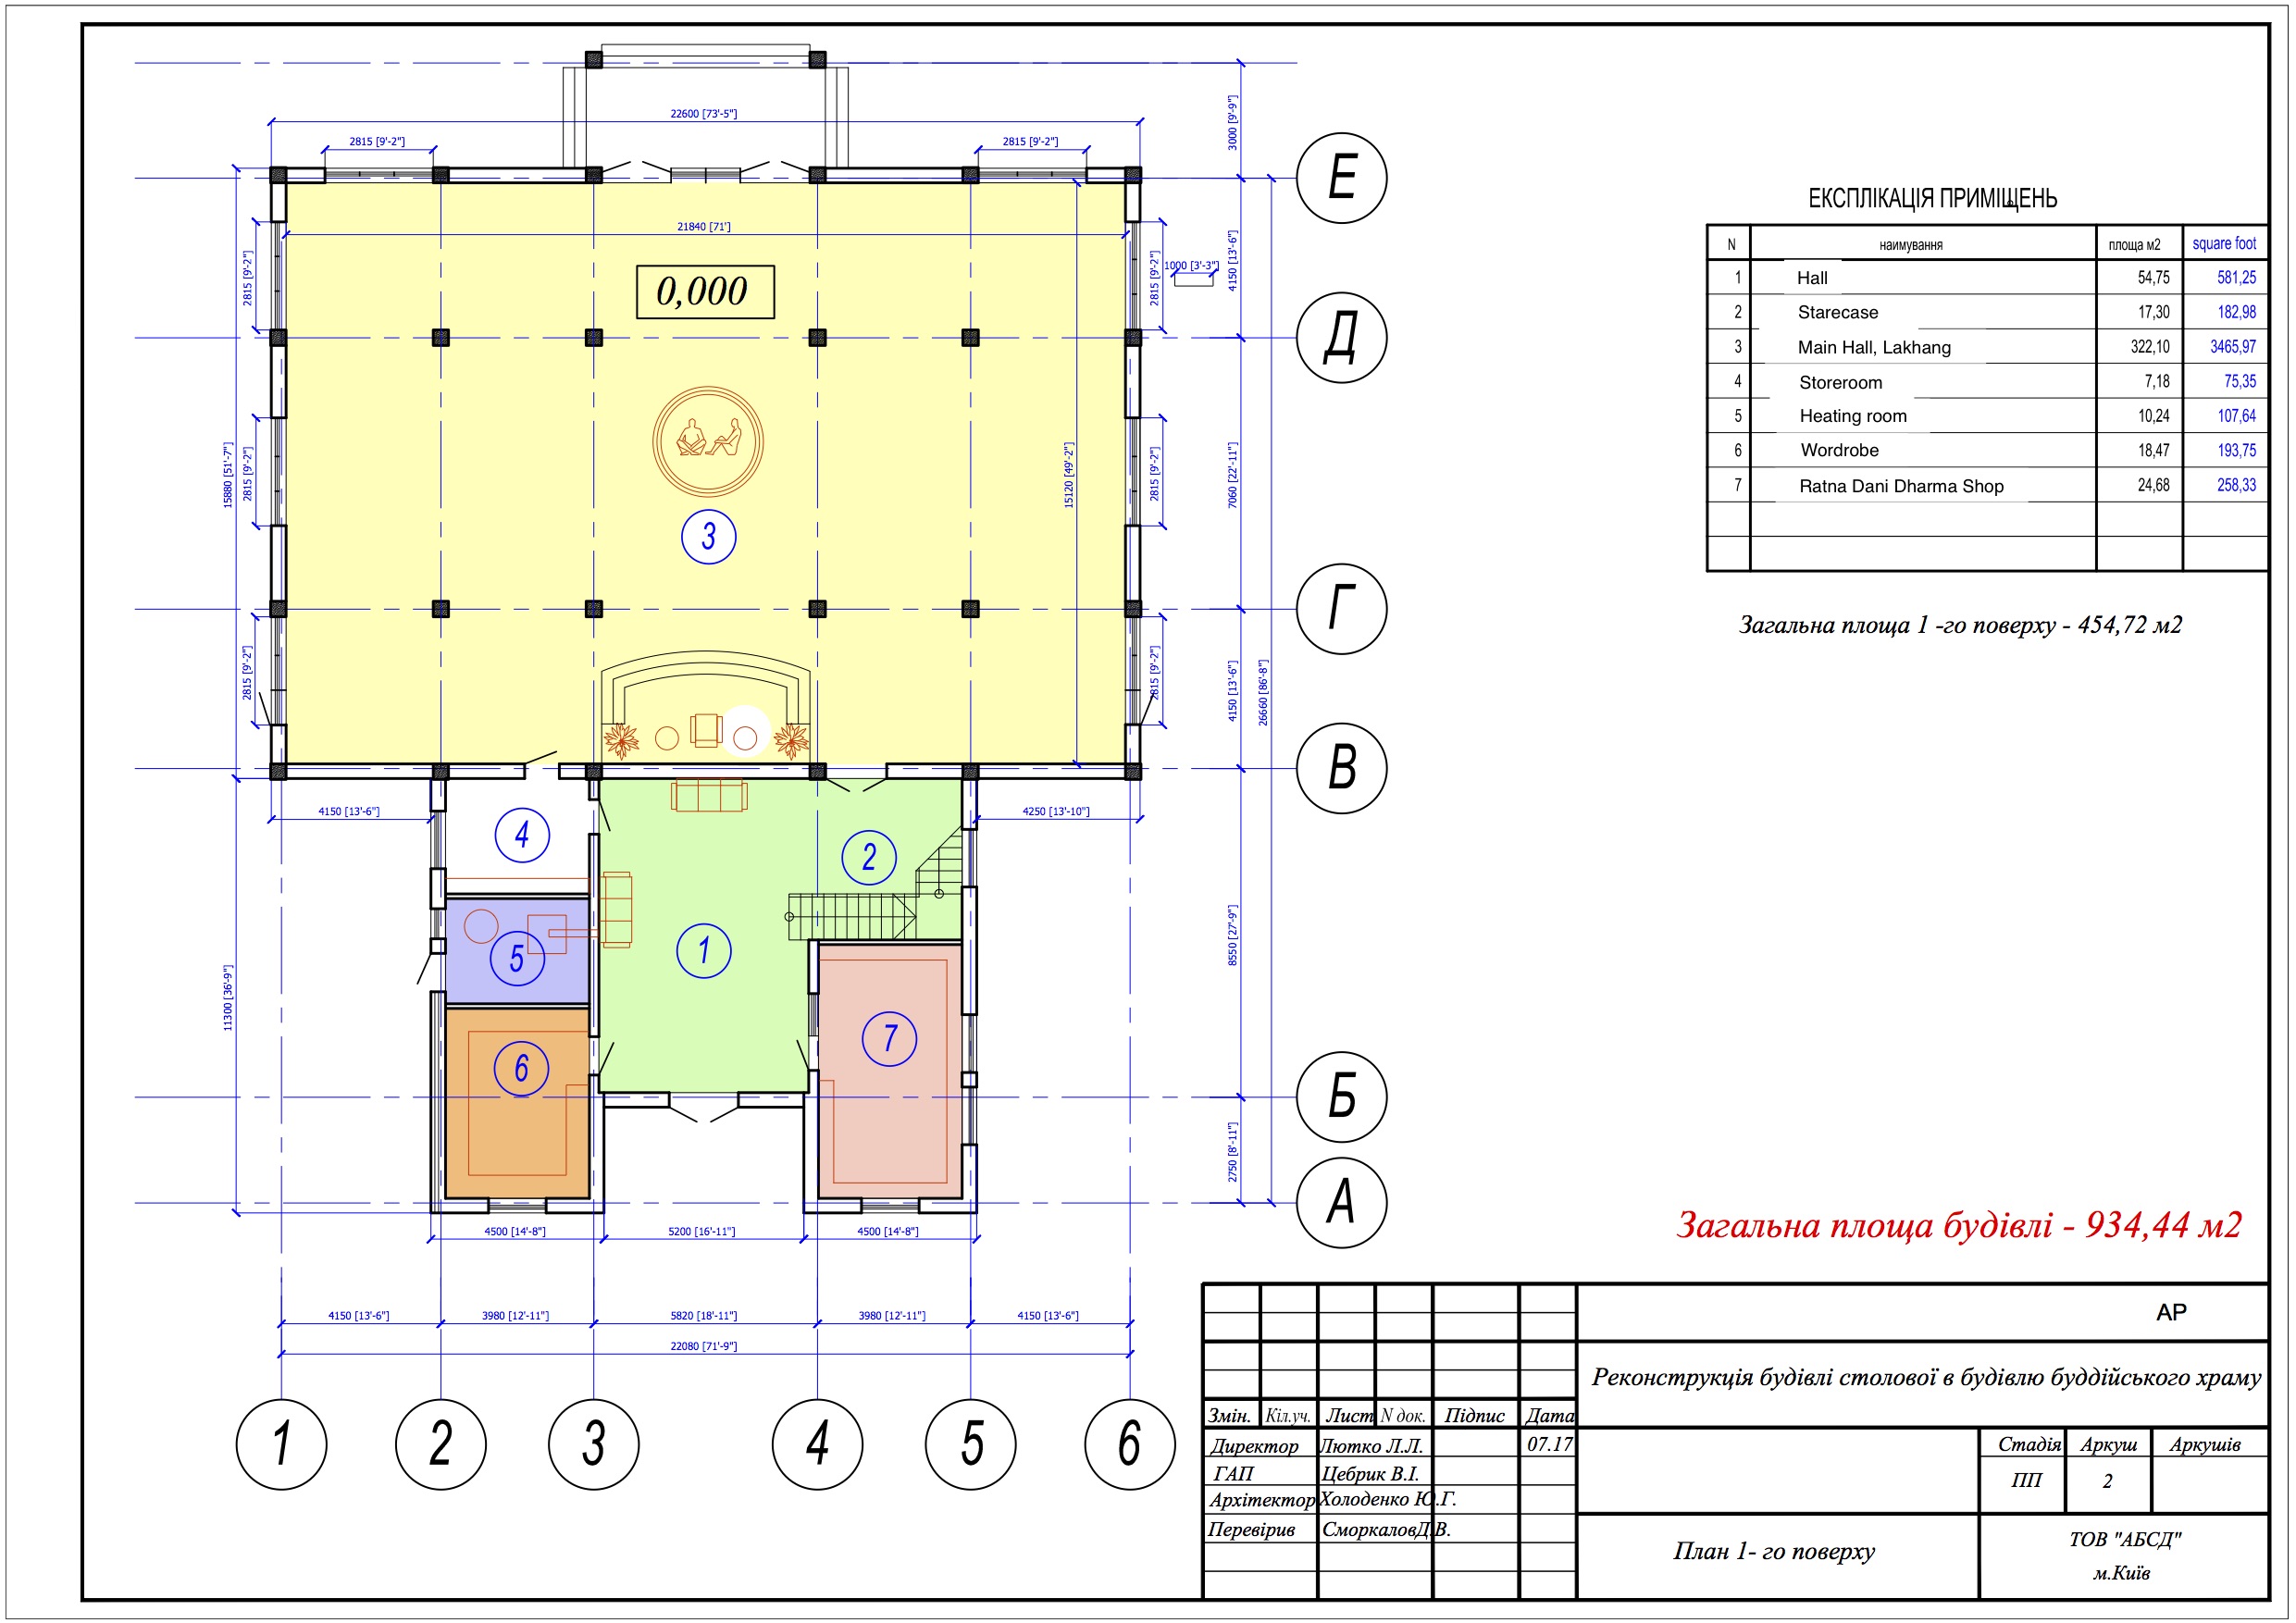 22600 [73'-5"]
2815 [9'-2"]
2815 [9'-2"]
3000 [9'-9"]
Е
21840 [71']
0,000
2815 [9'-2"]
2815 [9'-2"]
1000 [3'-3"]
4150 [13'-6"]
Д
15880 [51'-7"]
2815 [9'-2"]
15120 [49'-2"]
2815 [9'-2"]
7060 [22'-11"]
3
Г
2815 [9'-2"]
2815 [9'-2"]
4150 [13'-6"]
26660 [86'-8"]
В
4150 [13'-6"]
4250 [13'-10"]
4
2
5
1
7
6
11300 [36'-9"]
8550 [27'-9"]
Б
2750 [8'-11"]
А
4500 [14'-8"]
5200 [16'-11"]
4500 [14'-8"]
4150 [13'-6"]
3980 [12'-11"]
5820 [18'-11"]
3980 [12'-11"]
4150 [13'-6"]
22080 [71'-9"]
1 2 3 4 5 6
ЕКСПЛІКАЦІЯ ПРИМІЩЕНЬ
N наимування площа м2 square foot
1 Hall 54,75 581,25
2 Starecase 17,30 182,98
3 Main Hall, Lakhang 322,10 3465,97
4 Storeroom 7,18 75,35
5 Heating room 10,24 107,64
6 Wordrobe 18,47 193,75
7 Ratna Dani Dharma Shop 24,68 258,33
Загальна площа 1 -го поверху - 454,72 м2
Загальна площа будівлі - 934,44 м2
АР
Реконструкція будівлі столової в будівлю буддійського храму
Змін. Кіл.уч. Лист N док. Підпис Дата
Директор Лютко Л.Л. 07.17
ГАП Цебрик В.І.
Архітектор Холоденко Ю.Г.
Перевірив СморкаловД.В.
Стадія Аркуш Аркушів
ПП 2
План 1- го поверху
ТОВ "АБСД"
м.Київ